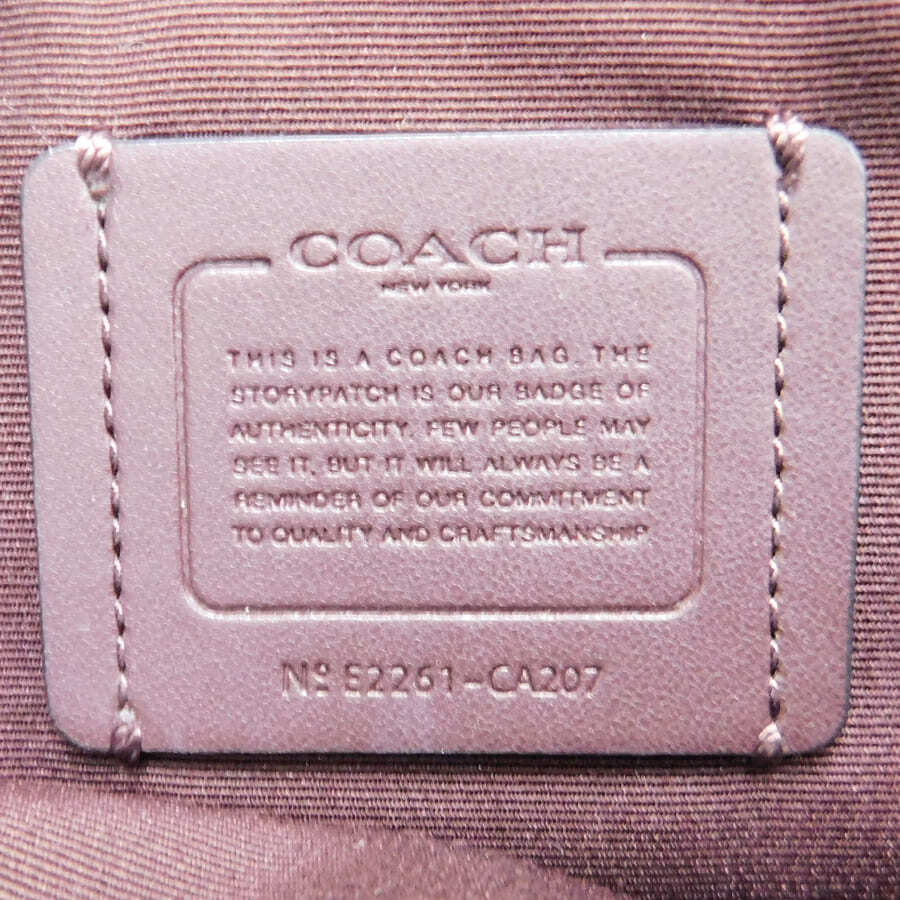 COACH
NEW YORK
THIS IS A COACH BAG. THE
STORYPATCH IS OUR BADGE OF
AUTHENTICITY. FEW PEOPLE MAY
SEE IT, BUT IT WILL ALWAYS BE A
REMINDER OF OUR COMMITMENT
TO QUALITY AND CRAFTSMANSHIP
Nº E2261-CA207